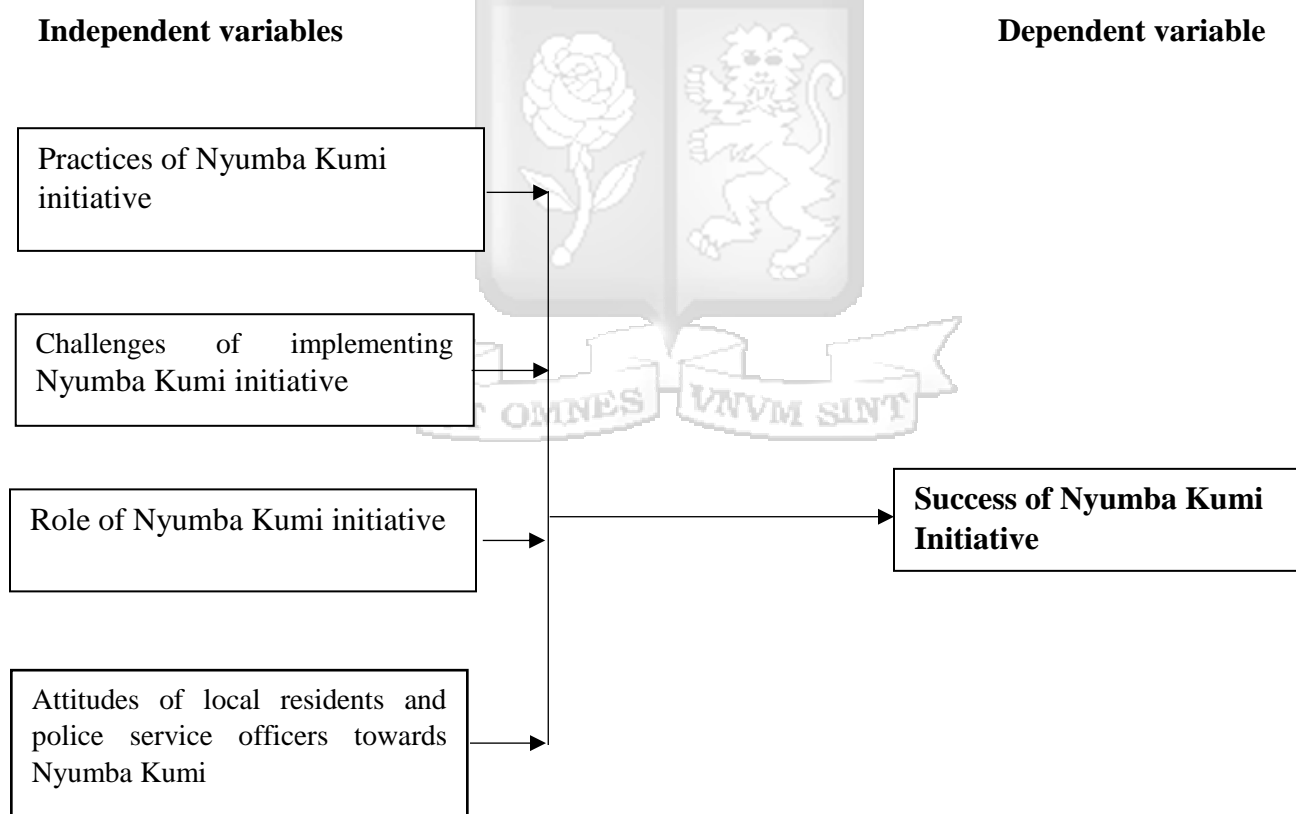 Independent variables
Dependent variable
Practices of Nyumba Kumi
initiative
Challenges of implementing
Nyumba Kumi initiative
OMNES VNVM SINT
Role of Nyumba Kumi initiative
Success of Nyumba Kumi
Initiative
Attitudes of local residents and
police service officers towards
Nyumba Kumi